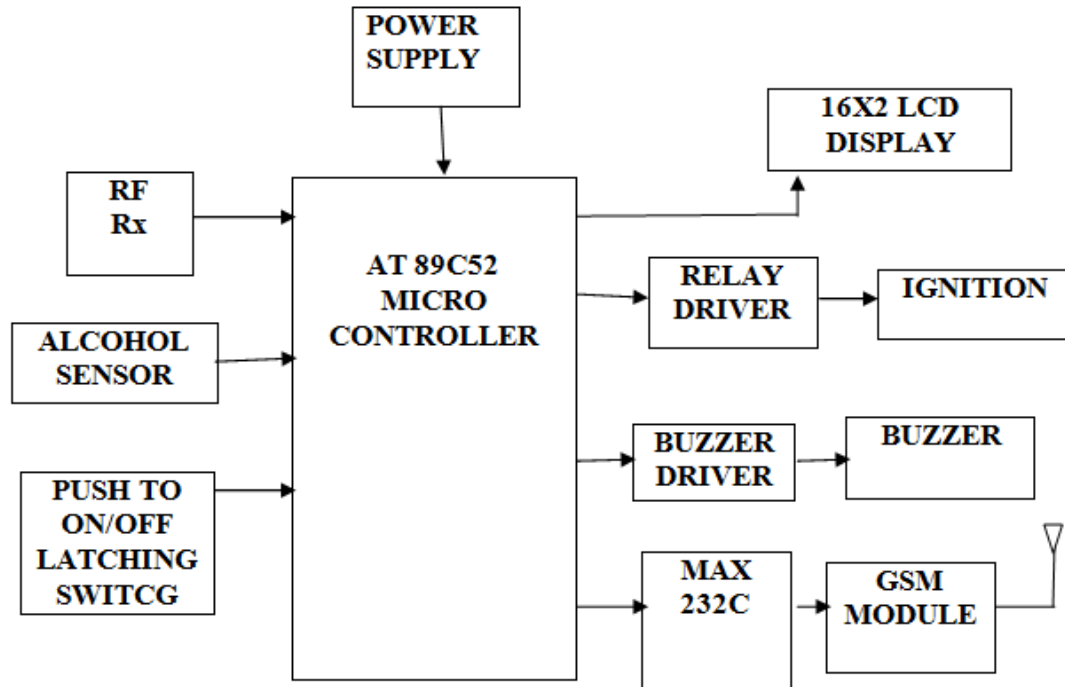 POWER
SUPPLY
16X2 LCD
DISPLAY
RF
Rx
AT 89C52
MICRO
CONTROLLER
RELAY
DRIVER
IGNITION
ALCOHOL
SENSOR
BUZZER
DRIVER
BUZZER
PUSH TO
ON/OFF
LATCHING
SWITCG
MAX
232C
GSM
MODULE